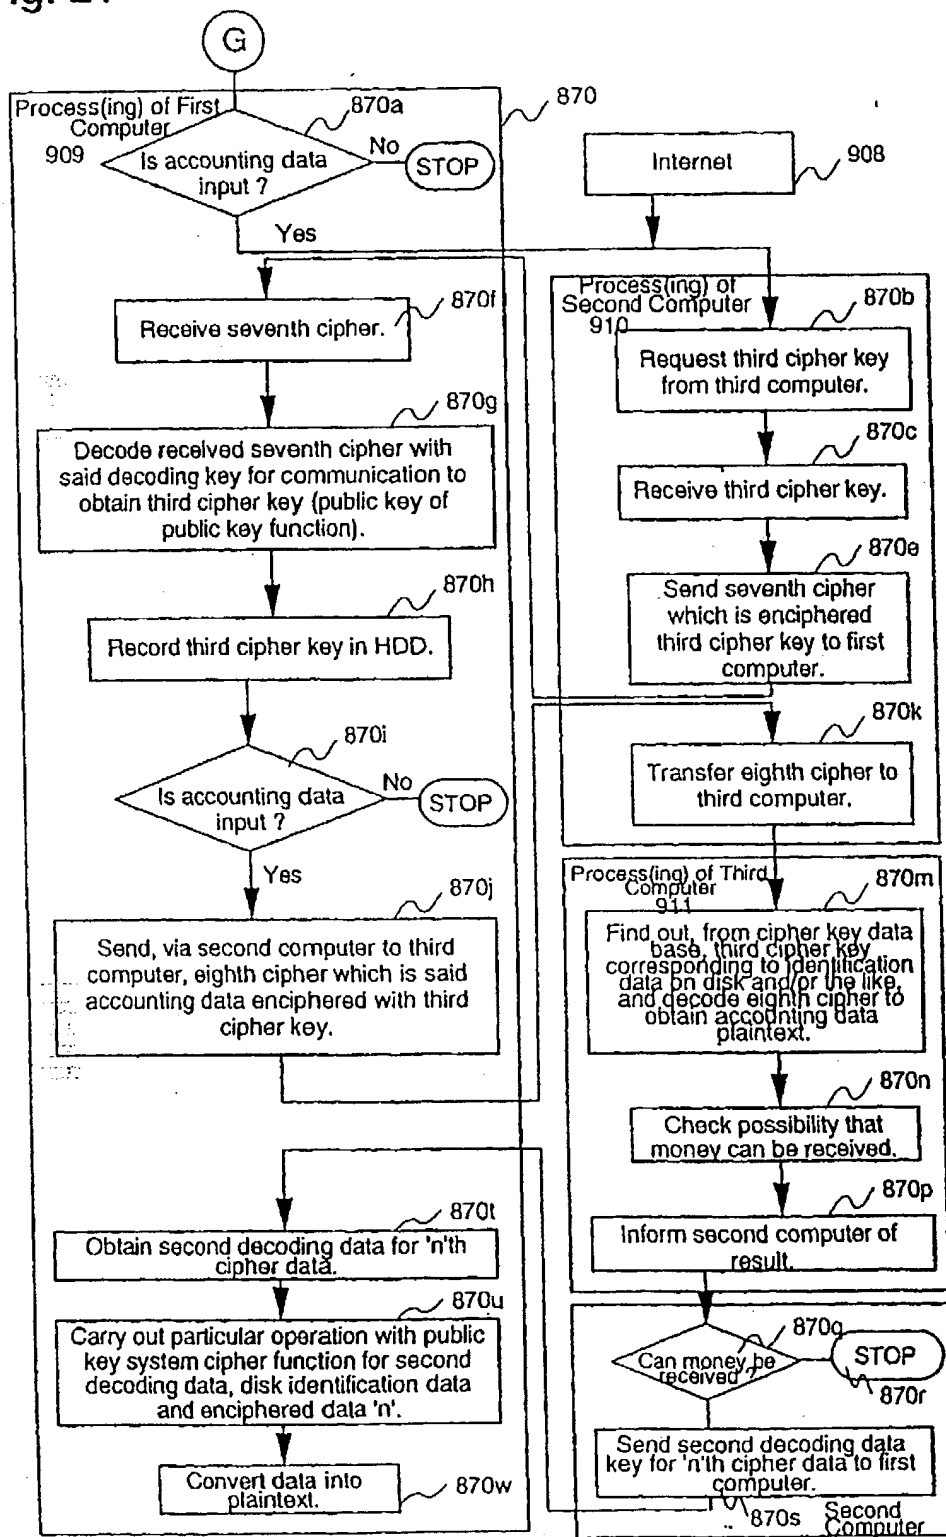 G
Process(ing) of First
Computer
909
870a
870
Is accounting data
input ?
No
STOP
Yes
Internet
908
870f
Receive seventh cipher.
870g
Decode received seventh cipher with
said decoding key for communication to
obtain third cipher key (public key of
public key function).
870h
Record third cipher key in HDD.
870i
Is accounting data
input ?
No
STOP
Yes
870j
Send, via second computer to third
computer, eighth cipher which is said
accounting data enciphered with third
cipher key.
Process(ing) of
Second Computer
910
870b
Request third cipher key
from third computer.
870c
Receive third cipher key.
870e
Send seventh cipher
which is enciphered
third cipher key to first
computer.
870k
Transfer eighth cipher to
third computer.
Process(ing) of Third
Computer
911
870m
Find out, from cipher key data
base, third cipher key
corresponding to identification
data on disk and/or the like,
and decode eighth cipher to
obtain accounting data
plaintext.
870n
Check possibility that
money can be received.
870p
Inform second computer of
result.
870q
Can money be
received ?
STOP
870r
Send second decoding data
key for 'n'th cipher data to first
computer.
870s
Second
Computer
870t
Obtain second decoding data for 'n'th
cipher data.
870u
Carry out particular operation with public
key system cipher function for second
decoding data, disk identification data
and enciphered data 'n'.
Convert data into
plaintext.
870w